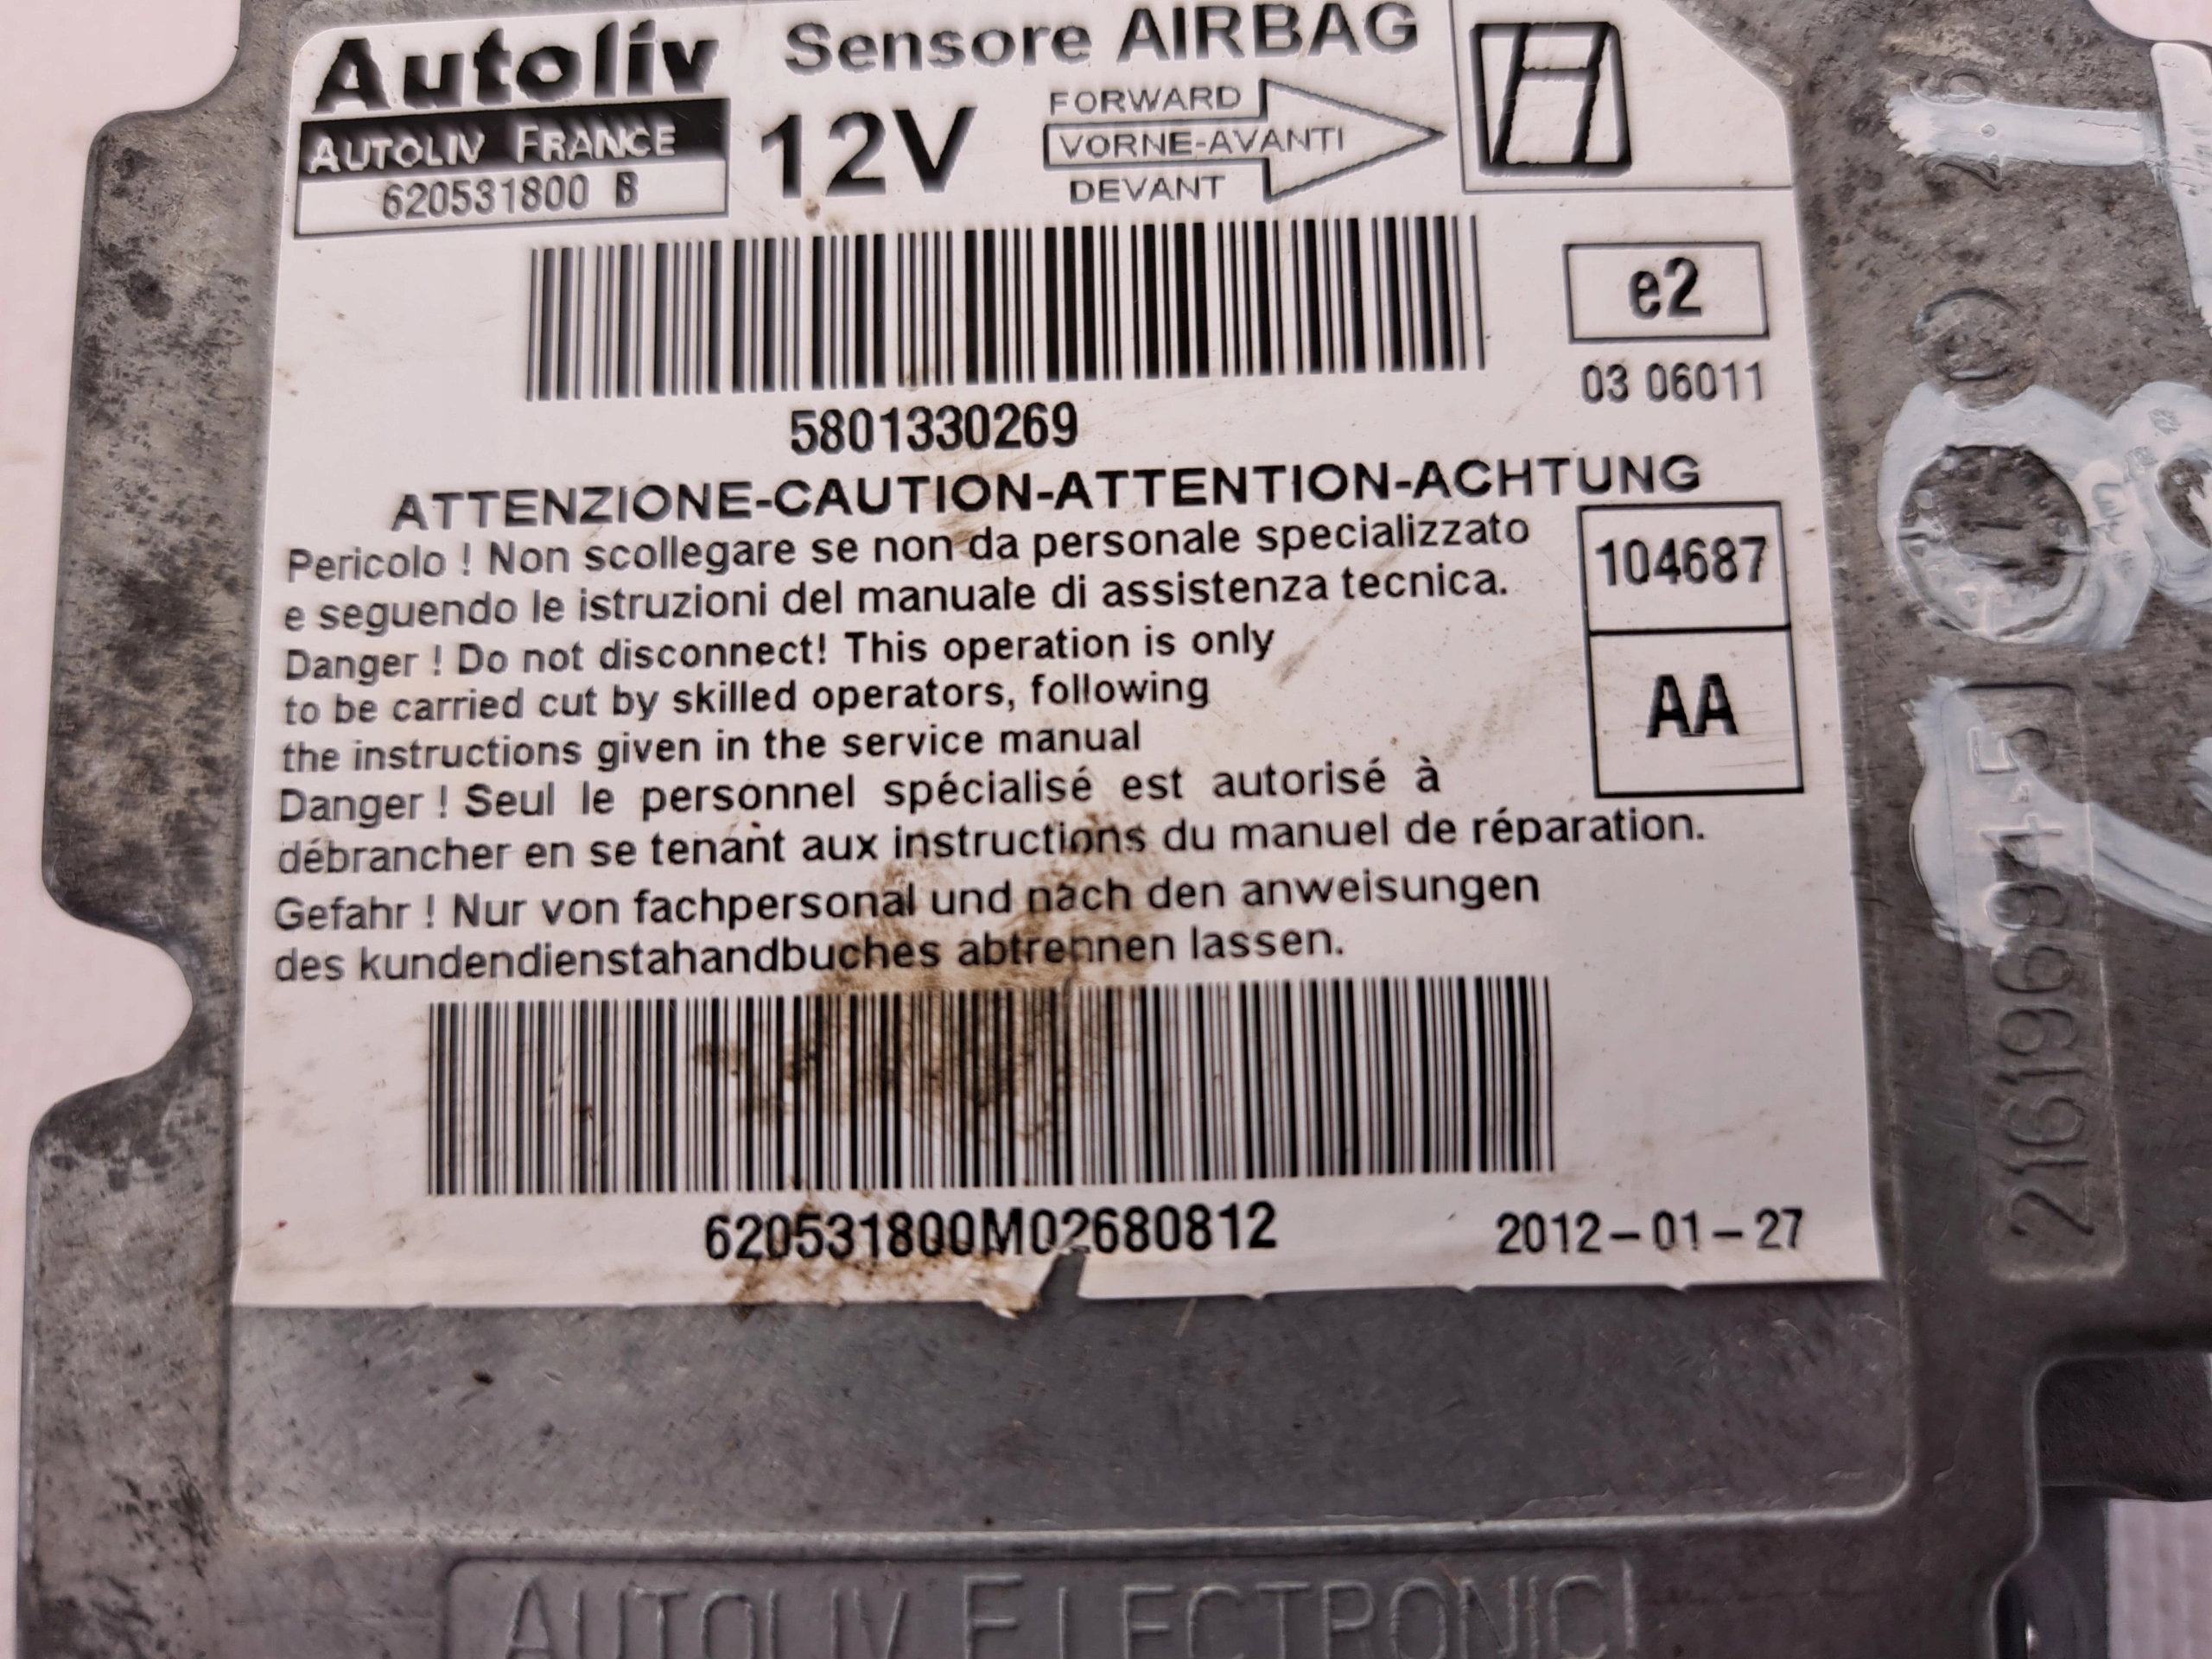 Autoliv
Sensore AIRBAG
AUTOLIV FRANCE
620531800 B
12V
FORWARD
VORNE-AVANTI
DEVANT
e2
03 06011
5801330269
ATTENZIONE-CAUTION-ATTENTION-ACHTUNG
Pericolo ! Non scollegare se non da personale specializzato
e seguendo le istruzioni del manuale di assistenza tecnica.
104687
AA
Danger ! Do not disconnect! This operation is only
to be carried cut by skilled operators, following
the instructions given in the service manual
Danger ! Seul le personnel spécialisé est autorisé à
débrancher en se tenant aux instructions du manuel de réparation.
Gefahr ! Nur von fachpersonal und nach den anweisungen
des kundendienstahandbuches abtrennen lassen.
620531800M02680812
2012-01-27
AUTOLIV ELECTRONIC